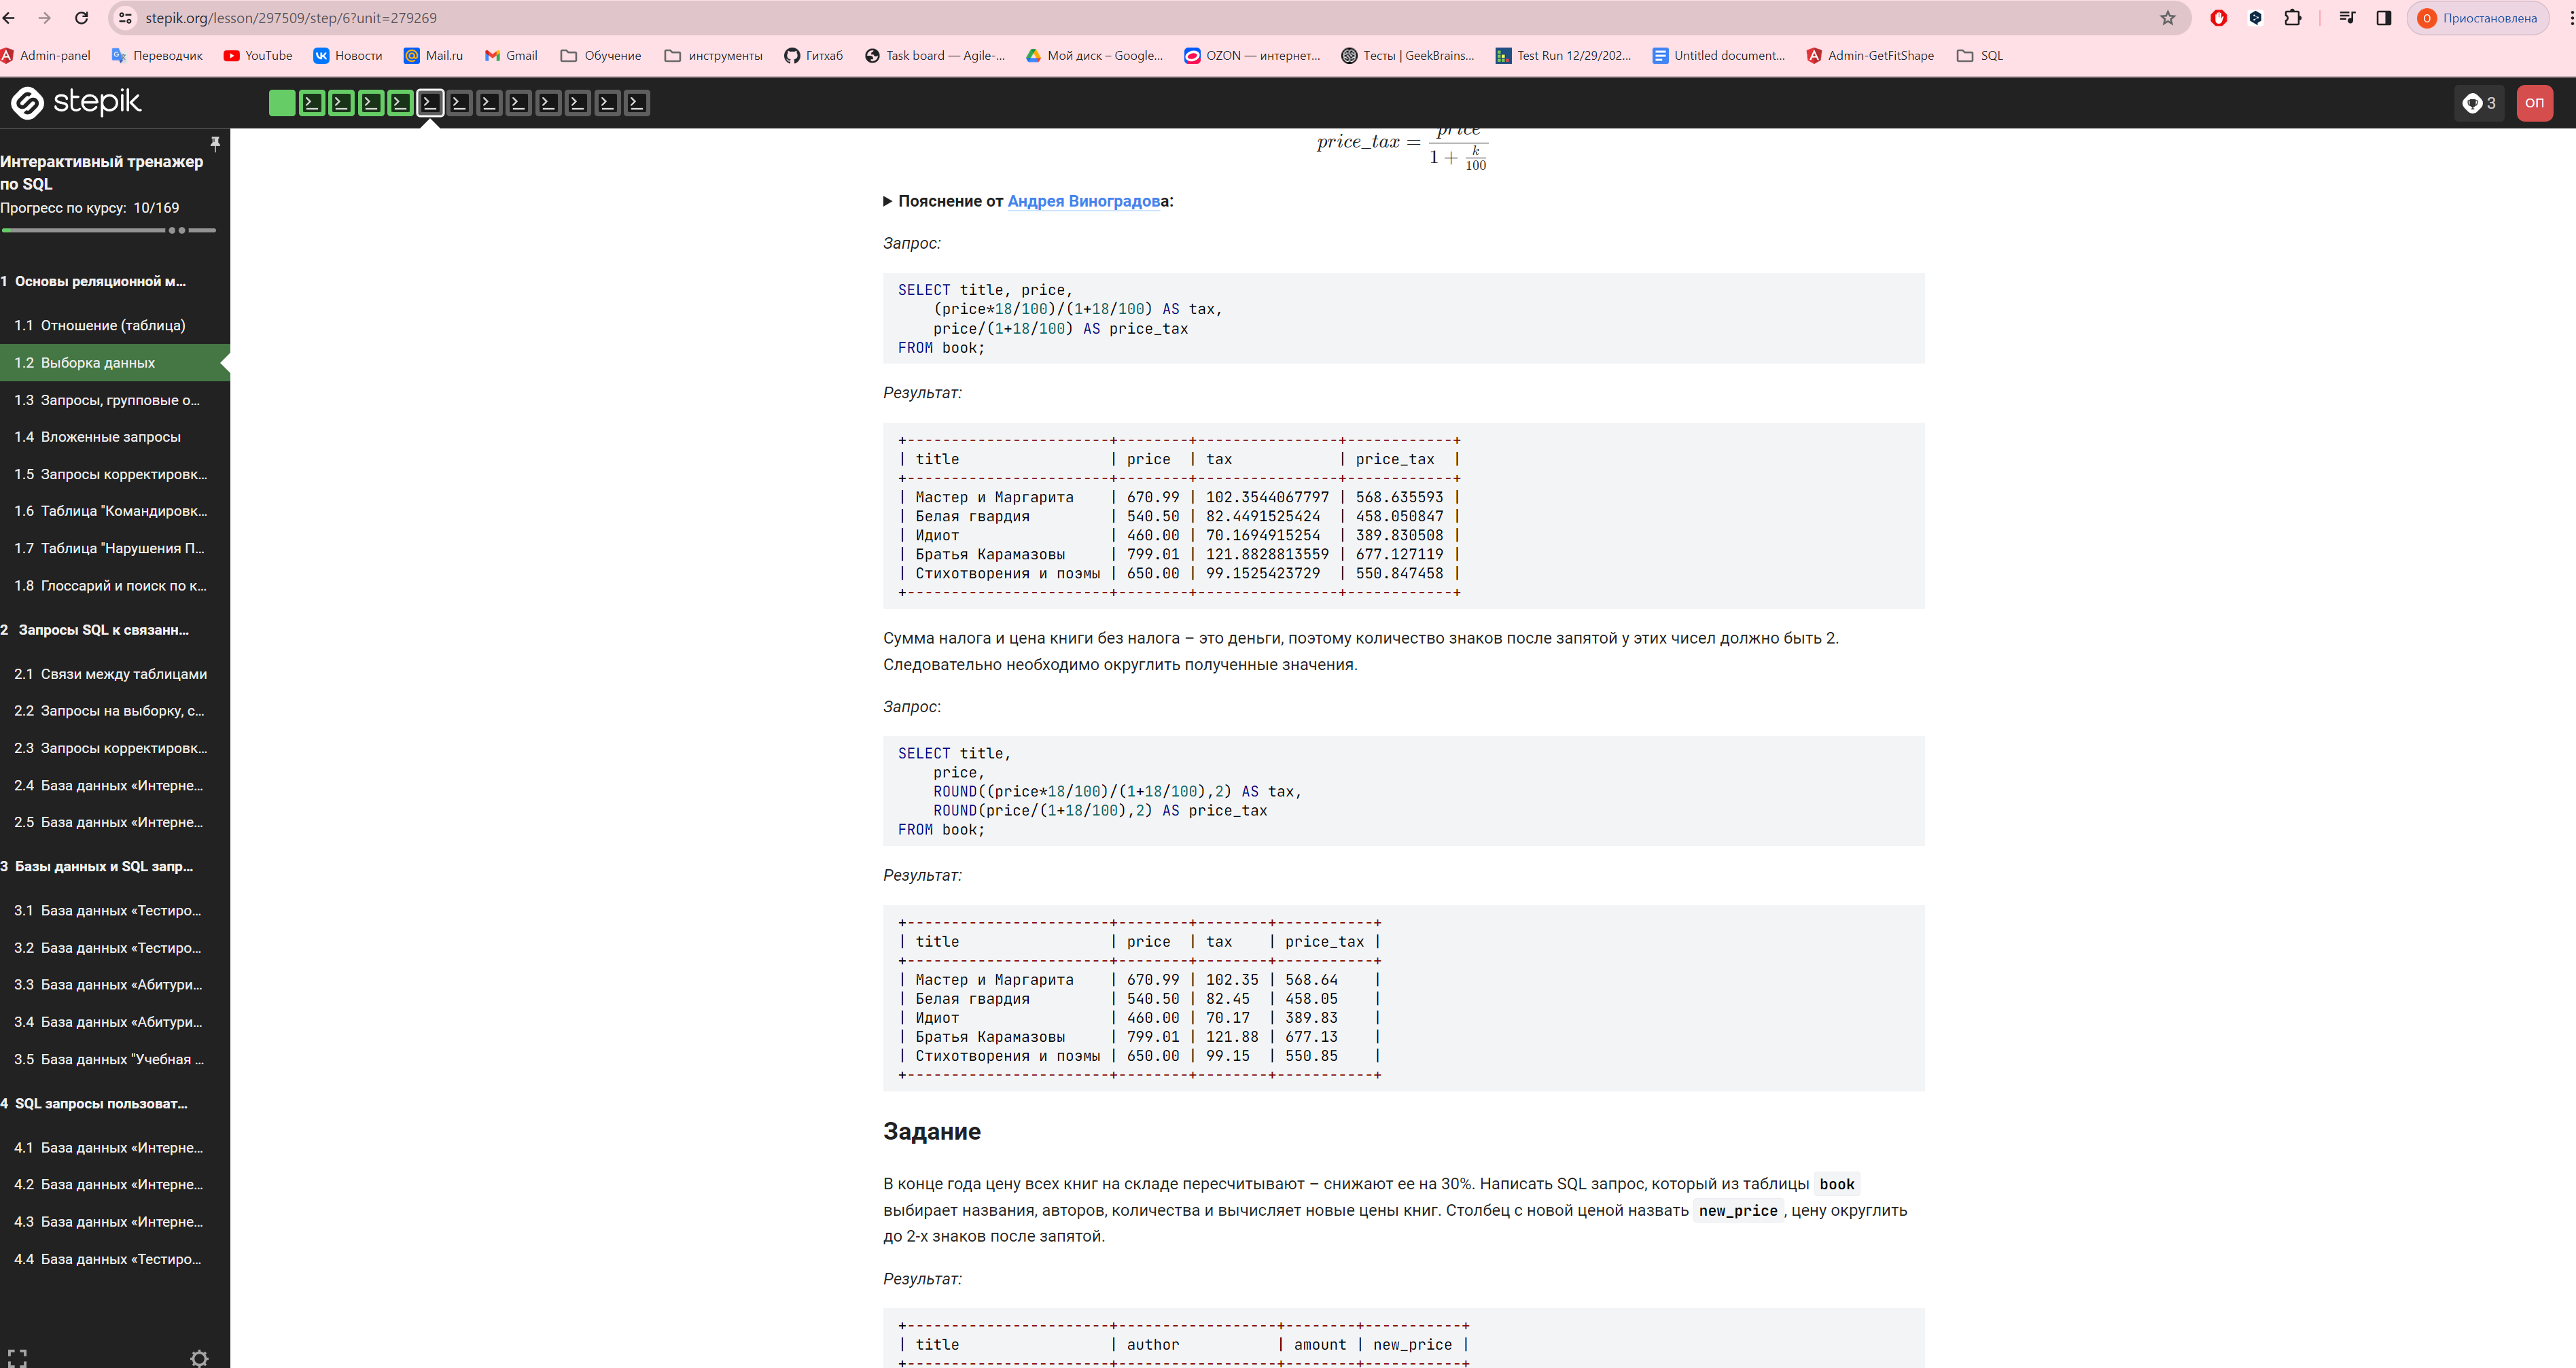 stepik.org/lesson/297509/step/6?unit=279269
Приостановлена
Admin-panel Переводчик YouTube Новости Mail.ru Gmail Обучение инструменты Гитхаб Task board — Agile-... Мой диск – Google... OZON — интернет... Тесты | GeekBrains... Test Run 12/29/202... Untitled document... Admin-GetFitShape SQL
stepik
3
ОП
Интерактивный тренажер
по SQL
Прогресс по курсу: 10/169
1 Основы реляционной м...
1.1 Отношение (таблица)
1.2 Выборка данных
1.3 Запросы, групповые о...
1.4 Вложенные запросы
1.5 Запросы корректировк...
1.6 Таблица "Командировк...
1.7 Таблица "Нарушения П...
1.8 Глоссарий и поиск по к...
2 Запросы SQL к связанн...
2.1 Связи между таблицами
2.2 Запросы на выборку, с...
2.3 Запросы корректировк...
2.4 База данных «Интерне...
2.5 База данных «Интерне...
3 Базы данных и SQL запр...
3.1 База данных «Тестиро...
3.2 База данных «Тестиро...
3.3 База данных «Абитури...
3.4 База данных «Абитури...
3.5 База данных "Учебная ...
4 SQL запросы пользоват...
4.1 База данных «Интерне...
4.2 База данных «Интерне...
4.3 База данных «Интерне...
4.4 База данных «Тестиро...
price_tax = price / (1 + k/100)
Пояснение от Андрея Виноградова:
Запрос:
SELECT title, price,
    (price*18/100)/(1+18/100) AS tax,
    price/(1+18/100) AS price_tax
FROM book;
Результат:
+-----------------------+--------+----------------+------------+
| title                 | price  | tax            | price_tax  |
+-----------------------+--------+----------------+------------+
| Мастер и Маргарита    | 670.99 | 102.3544067797 | 568.635593 |
| Белая гвардия         | 540.50 | 82.4491525424  | 458.050847 |
| Идиот                 | 460.00 | 70.1694915254  | 389.830508 |
| Братья Карамазовы     | 799.01 | 121.8828813559 | 677.127119 |
| Стихотворения и поэмы | 650.00 | 99.1525423729  | 550.847458 |
+-----------------------+--------+----------------+------------+
Сумма налога и цена книги без налога – это деньги, поэтому количество знаков после запятой у этих чисел должно быть 2.
Следовательно необходимо округлить полученные значения.
Запрос:
SELECT title,
    price,
    ROUND((price*18/100)/(1+18/100),2) AS tax,
    ROUND(price/(1+18/100),2) AS price_tax
FROM book;
Результат:
+-----------------------+--------+--------+-----------+
| title                 | price  | tax    | price_tax |
+-----------------------+--------+--------+-----------+
| Мастер и Маргарита    | 670.99 | 102.35 | 568.64    |
| Белая гвардия         | 540.50 | 82.45  | 458.05    |
| Идиот                 | 460.00 | 70.17  | 389.83    |
| Братья Карамазовы     | 799.01 | 121.88 | 677.13    |
| Стихотворения и поэмы | 650.00 | 99.15  | 550.85    |
+-----------------------+--------+--------+-----------+
Задание
В конце года цену всех книг на складе пересчитывают – снижают ее на 30%. Написать SQL запрос, который из таблицы book
выбирает названия, авторов, количества и вычисляет новые цены книг. Столбец с новой ценой назвать new_price, цену округлить
до 2-х знаков после запятой.
Результат:
+-----------------------+------------------+--------+-----------+
| title                 | author           | amount | new_price |
+-----------------------+------------------+--------+-----------+